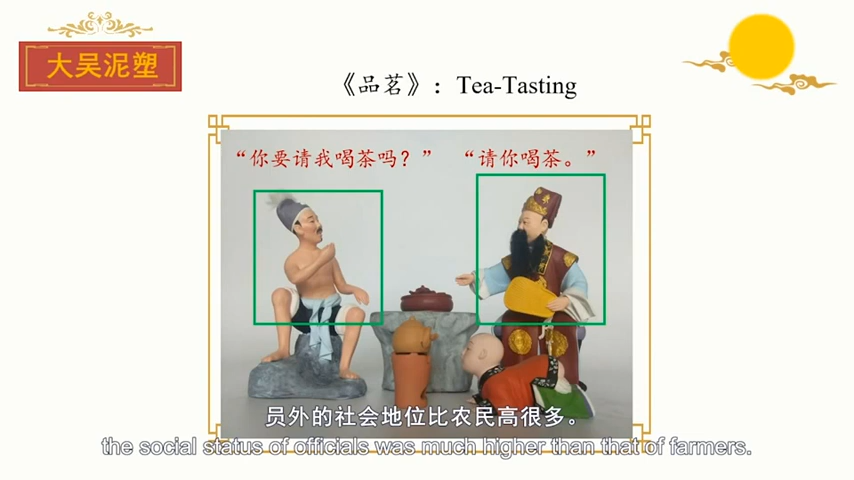 大吴泥塑
《品茗》：Tea-Tasting
“你要请我喝茶吗？” “请你喝茶。”
员外的社会地位比农民高很多。
the social status of officials was much higher than that of farmers.